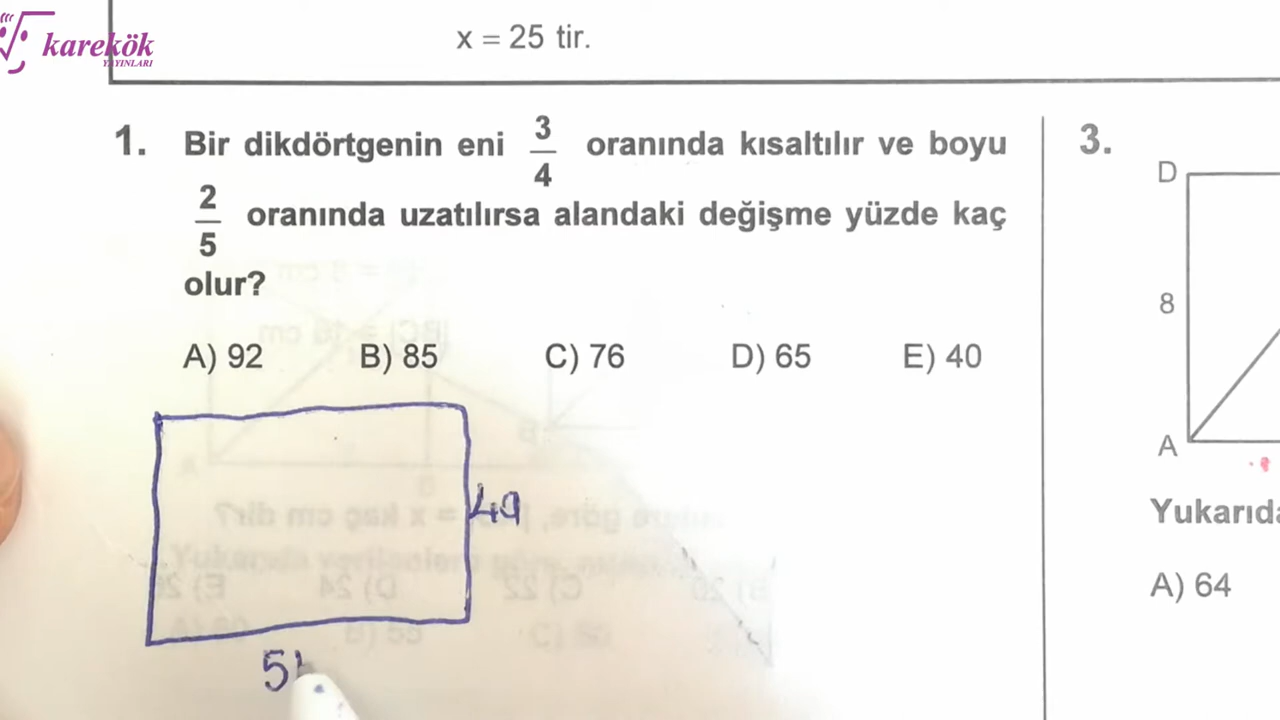 karekök
YAYINLARI
x = 25 tir.
1. Bir dikdörtgenin eni 3/4 oranında kısaltılır ve boyu
2/5 oranında uzatılırsa alandaki değişme yüzde kaç
olur?
A) 92 B) 85 C) 76 D) 65 E) 40
4a
5
3.
D
8
A
Yukarıda
A) 64